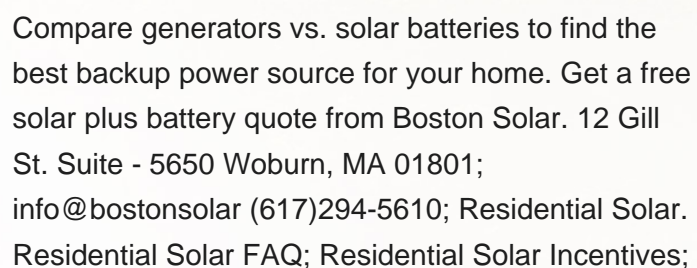 Compare generators vs. solar batteries to find the
best backup power source for your home. Get a free
solar plus battery quote from Boston Solar. 12 Gill
St. Suite - 5650 Woburn, MA 01801;
info@bostonsolar (617)294-5610; Residential Solar.
Residential Solar FAQ; Residential Solar Incentives;